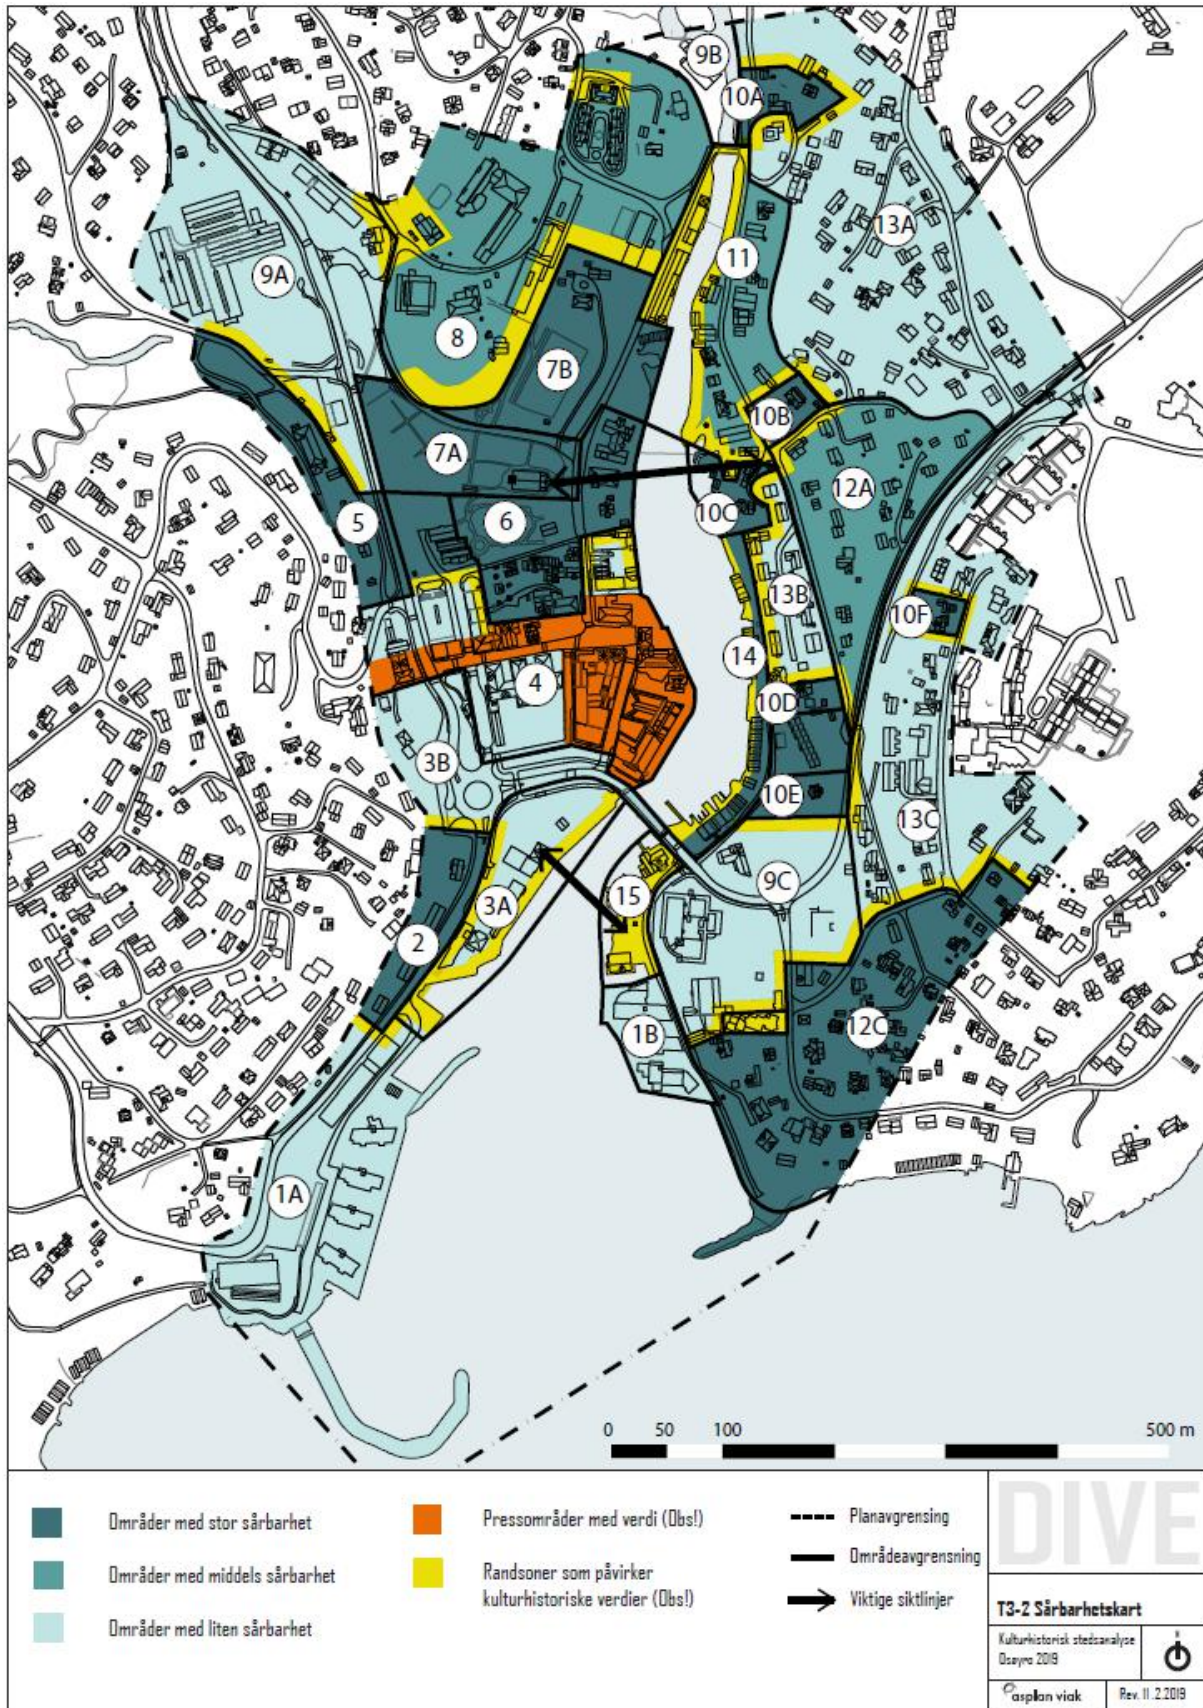 9B
10A
13A
11
9A
8
7B
10B
7A
12A
5
6
10C
13B
10F
14
4
10D
3B
10E
13C
9C
15
3A
2
1B
12C
1A
0 50 100 500 m
Områder med stor sårbarhet
Områder med middels sårbarhet
Områder med liten sårbarhet
Pressområder med verdi (Obs!)
Randsoner som påvirker
kulturhistoriske verdier (Obs!)
Planavgrensing
Områdeavgrensning
Viktige siktlinjer
DIVE
T3-2 Sårbarhetskart
Kulturhistorisk stedsanalyse
Osøyro 2019
N
asplan viak
Rev. 11.2.2019